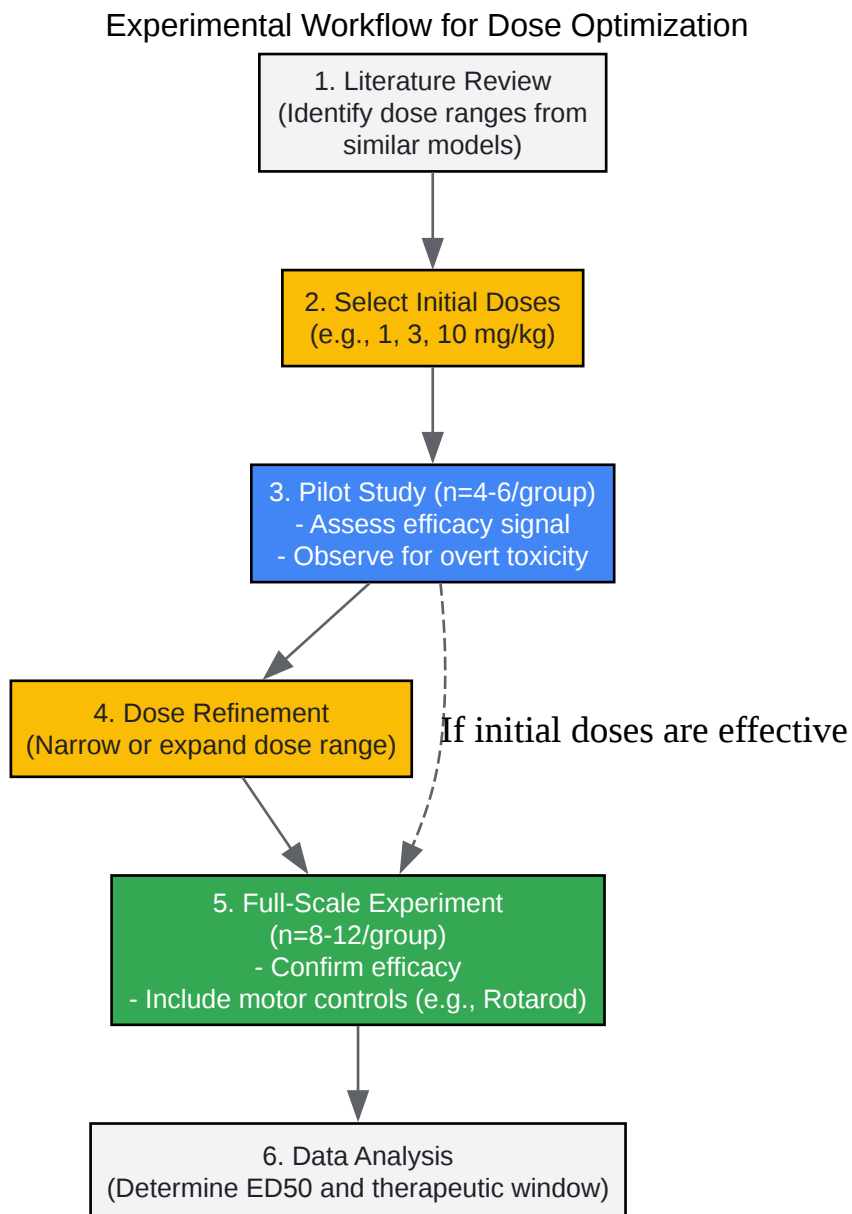 Experimental Workflow for Dose Optimization
1. Literature Review
(Identify dose ranges from
similar models)
2. Select Initial Doses
(e.g., 1, 3, 10 mg/kg)
3. Pilot Study (n=4-6/group)
- Assess efficacy signal
- Observe for overt toxicity
4. Dose Refinement
(Narrow or expand dose range)
If initial doses are effective
5. Full-Scale Experiment
(n=8-12/group)
- Confirm efficacy
- Include motor controls (e.g., Rotarod)
6. Data Analysis
(Determine ED50 and therapeutic window)